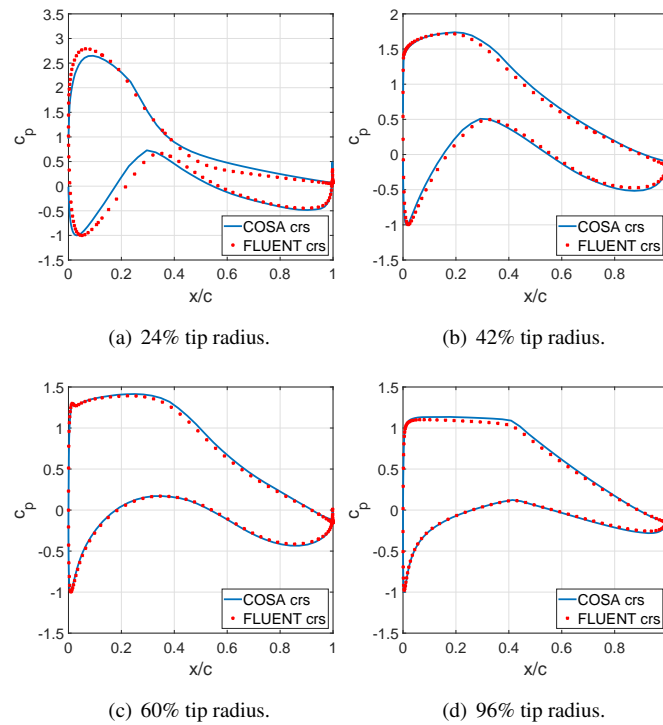 3.5
3
2.5
2
1.5
1
0.5
0
-0.5
-1
-1.5
c_p
0 0.2 0.4 0.6 0.8 1
x/c
COSA crs
FLUENT crs
(a) 24% tip radius.
2
1.5
1
0.5
0
-0.5
-1
-1.5
c_p
0 0.2 0.4 0.6 0.8
x/c
COSA crs
FLUENT crs
(b) 42% tip radius.
1.5
1
0.5
0
-0.5
-1
-1.5
c_p
0 0.2 0.4 0.6 0.8 1
x/c
COSA crs
FLUENT crs
(c) 60% tip radius.
1.5
1
0.5
0
-0.5
-1
-1.5
c_p
0 0.2 0.4 0.6 0.8
x/c
COSA crs
FLUENT crs
(d) 96% tip radius.